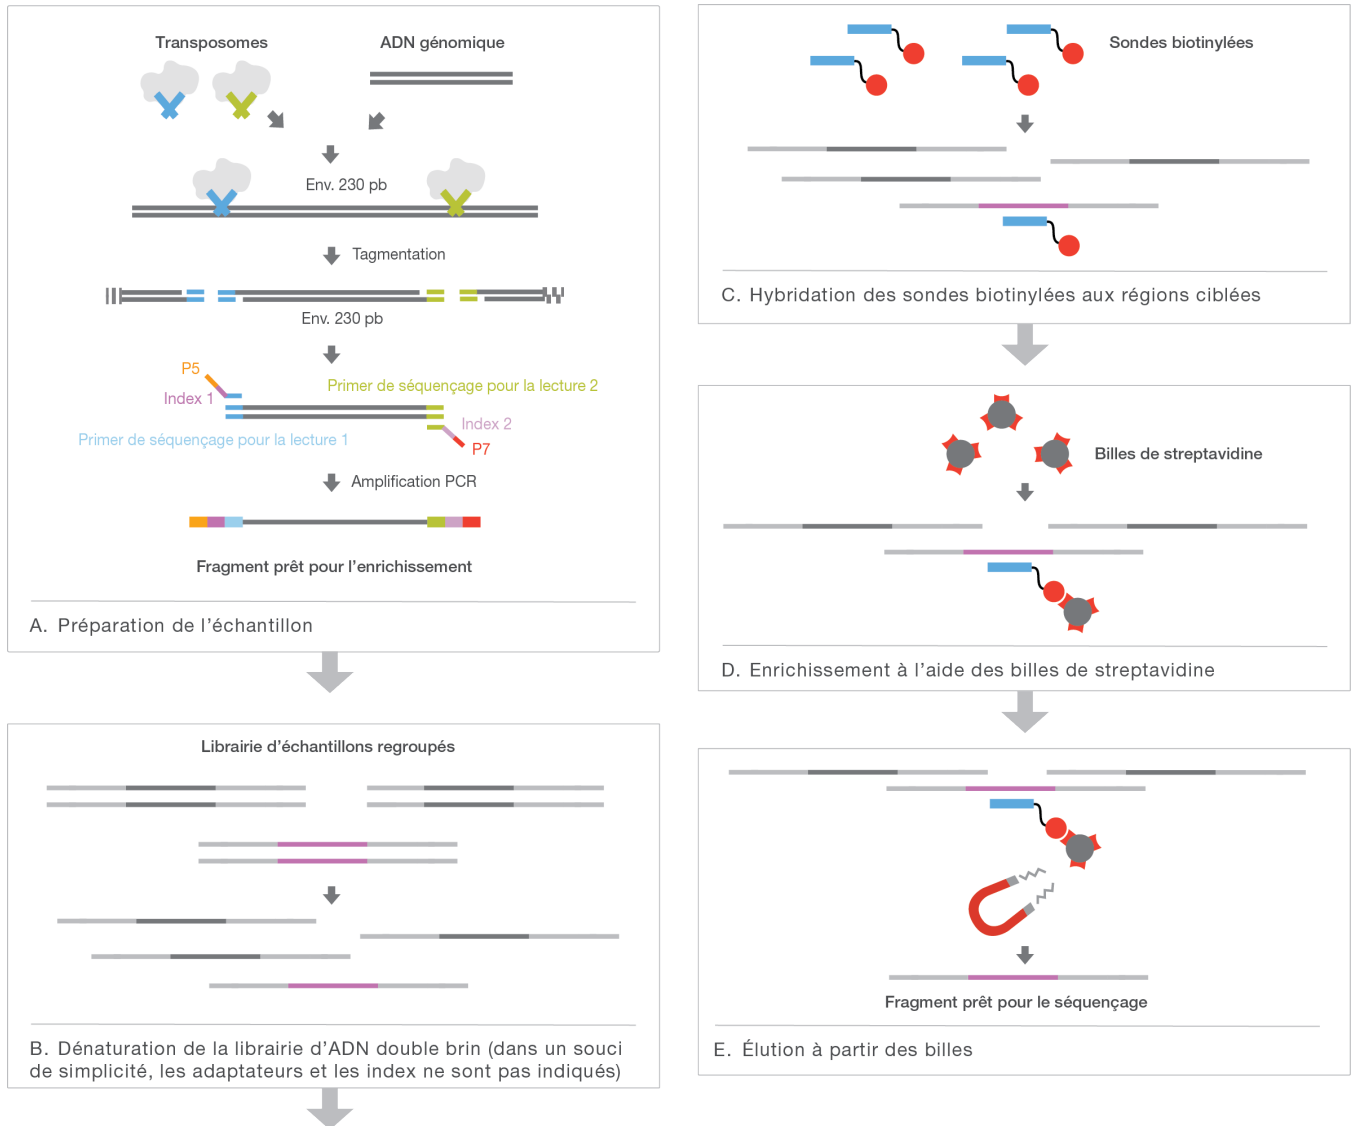 Transposomes
ADN génomique
Env. 230 pb
Tagmentation
Env. 230 pb
P5
Index 1
Primer de séquençage pour la lecture 2
Primer de séquençage pour la lecture 1
Index 2
P7
Amplification PCR
Fragment prêt pour l’enrichissement
A. Préparation de l’échantillon
Librairie d’échantillons regroupés
B. Dénaturation de la librairie d’ADN double brin (dans un souci
de simplicité, les adaptateurs et les index ne sont pas indiqués)
Sondes biotinylées
C. Hybridation des sondes biotinylées aux régions ciblées
Billes de streptavidine
D. Enrichissement à l’aide des billes de streptavidine
Fragment prêt pour le séquençage
E. Élution à partir des billes